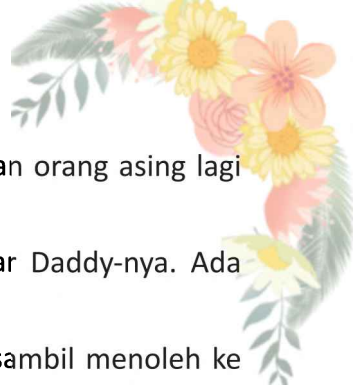 an orang asing lagi
ar Daddy-nya. Ada
sambil menoleh ke